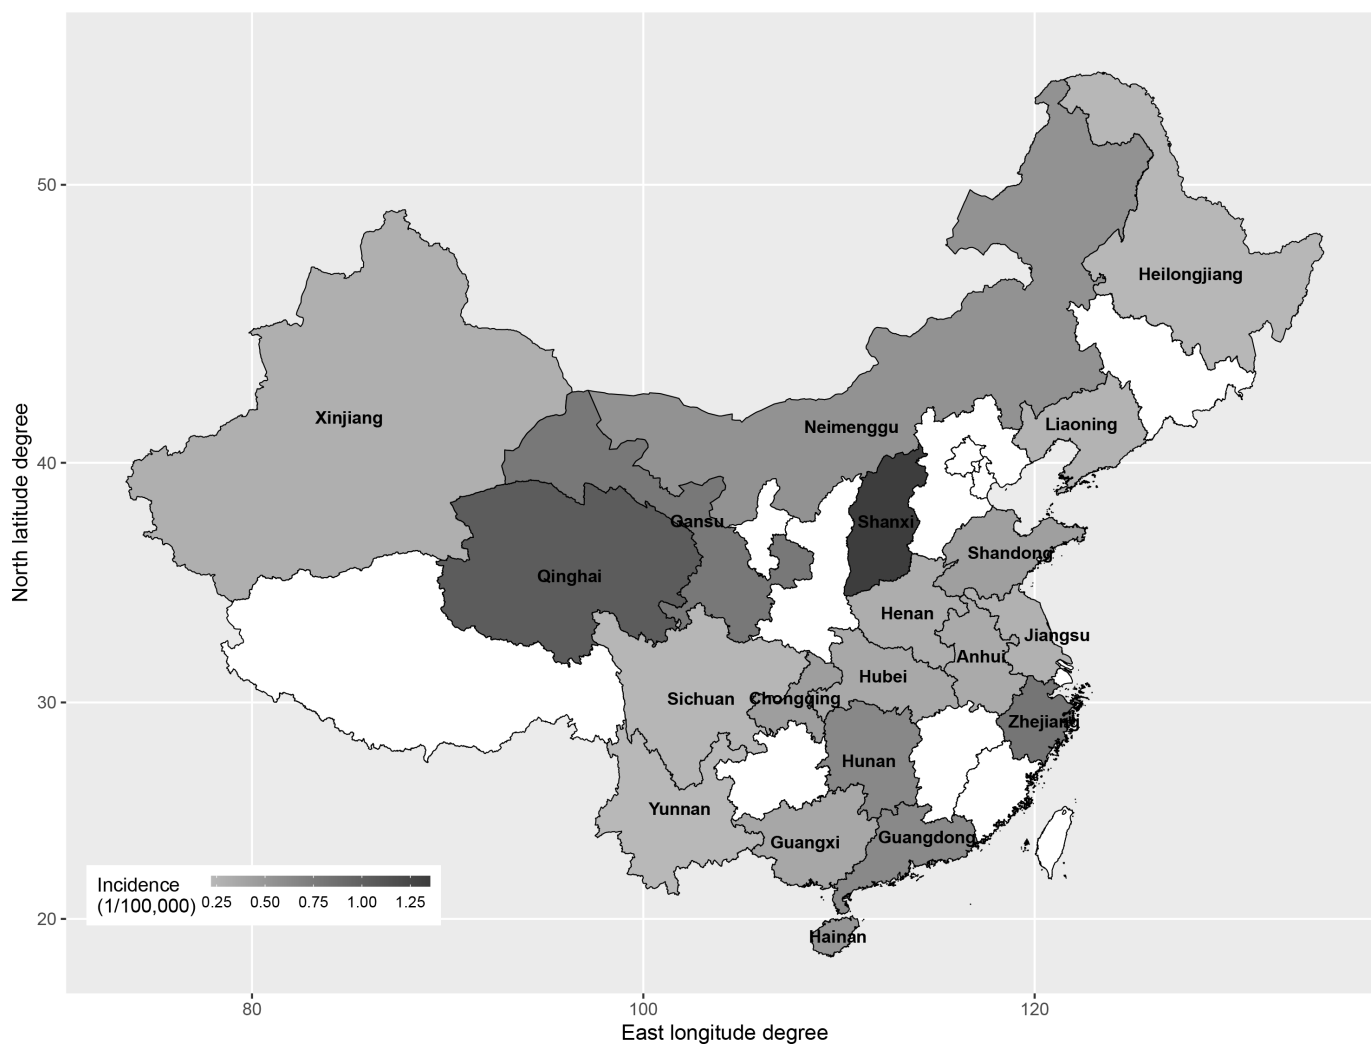 50
40
30
20
North latitude degree
Heilongjiang
Xinjiang
Neimenggu
Liaoning
Gansu
Shanxi
Shandong
Qinghai
Henan
Jiangsu
Anhui
Hubei
Sichuan
Chongqing
Zhejiang
Hunan
Yunnan
Guangxi
Guangdong
Hainan
Incidence
(1/100,000)
0.25 0.50 0.75 1.00 1.25
80 100 120
East longitude degree